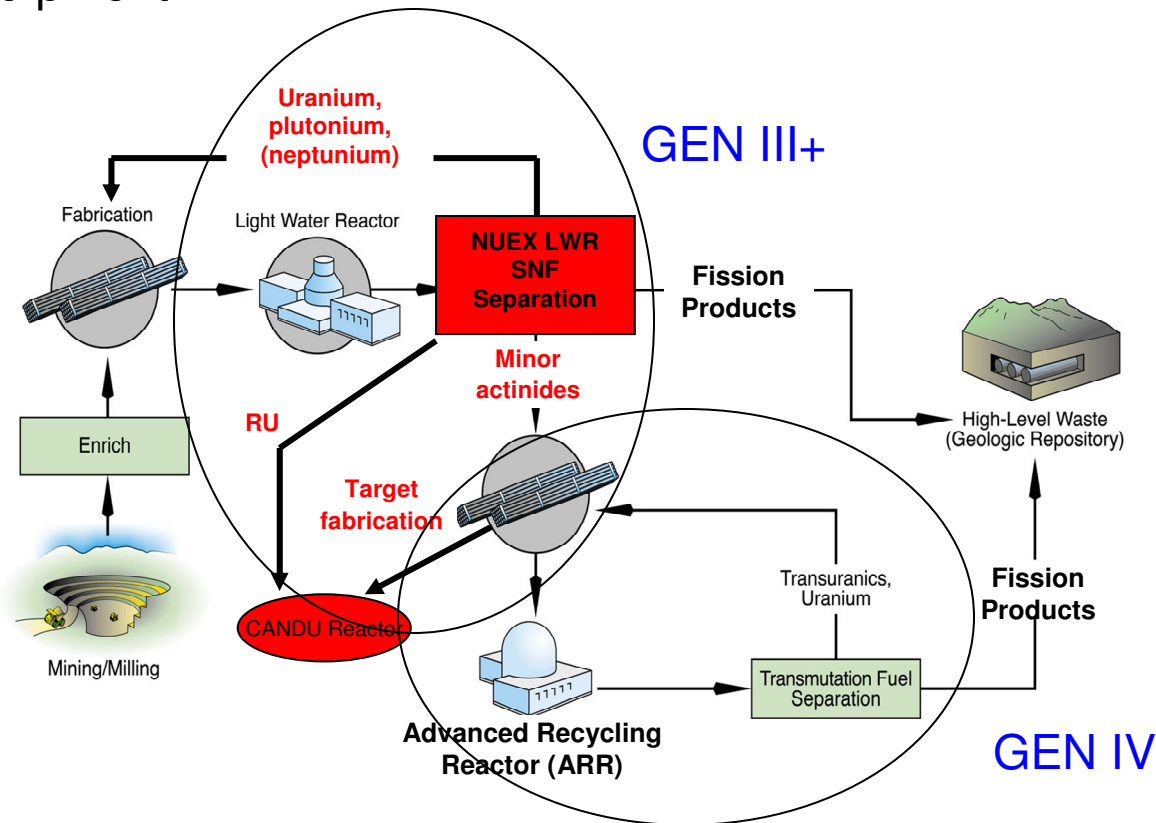 Uranium,
plutonium,
(neptunium)
GEN III+
Fabrication
Light Water Reactor
NUEX LWR
SNF
Separation
Fission
Products
Minor
actinides
RU
High-Level Waste
(Geologic Repository)
Enrich
Target
fabrication
Transuranics,
Uranium
Fission
Products
CANDU Reactor
Mining/Milling
Transmutation Fuel
Separation
Advanced Recycling
Reactor (ARR)
GEN IV